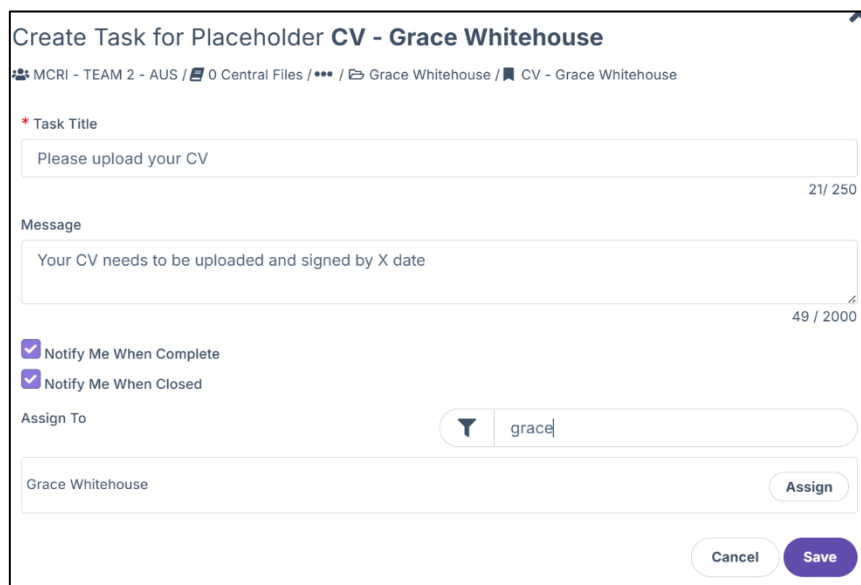 Create Task for Placeholder CV - Grace Whitehouse
MCRI - TEAM 2 - AUS / 0 Central Files / ••• / Grace Whitehouse / CV - Grace Whitehouse
* Task Title
Please upload your CV
21/ 250
Message
Your CV needs to be uploaded and signed by X date
49 / 2000
Notify Me When Complete
Notify Me When Closed
Assign To
grace
Grace Whitehouse
Assign
Cancel
Save